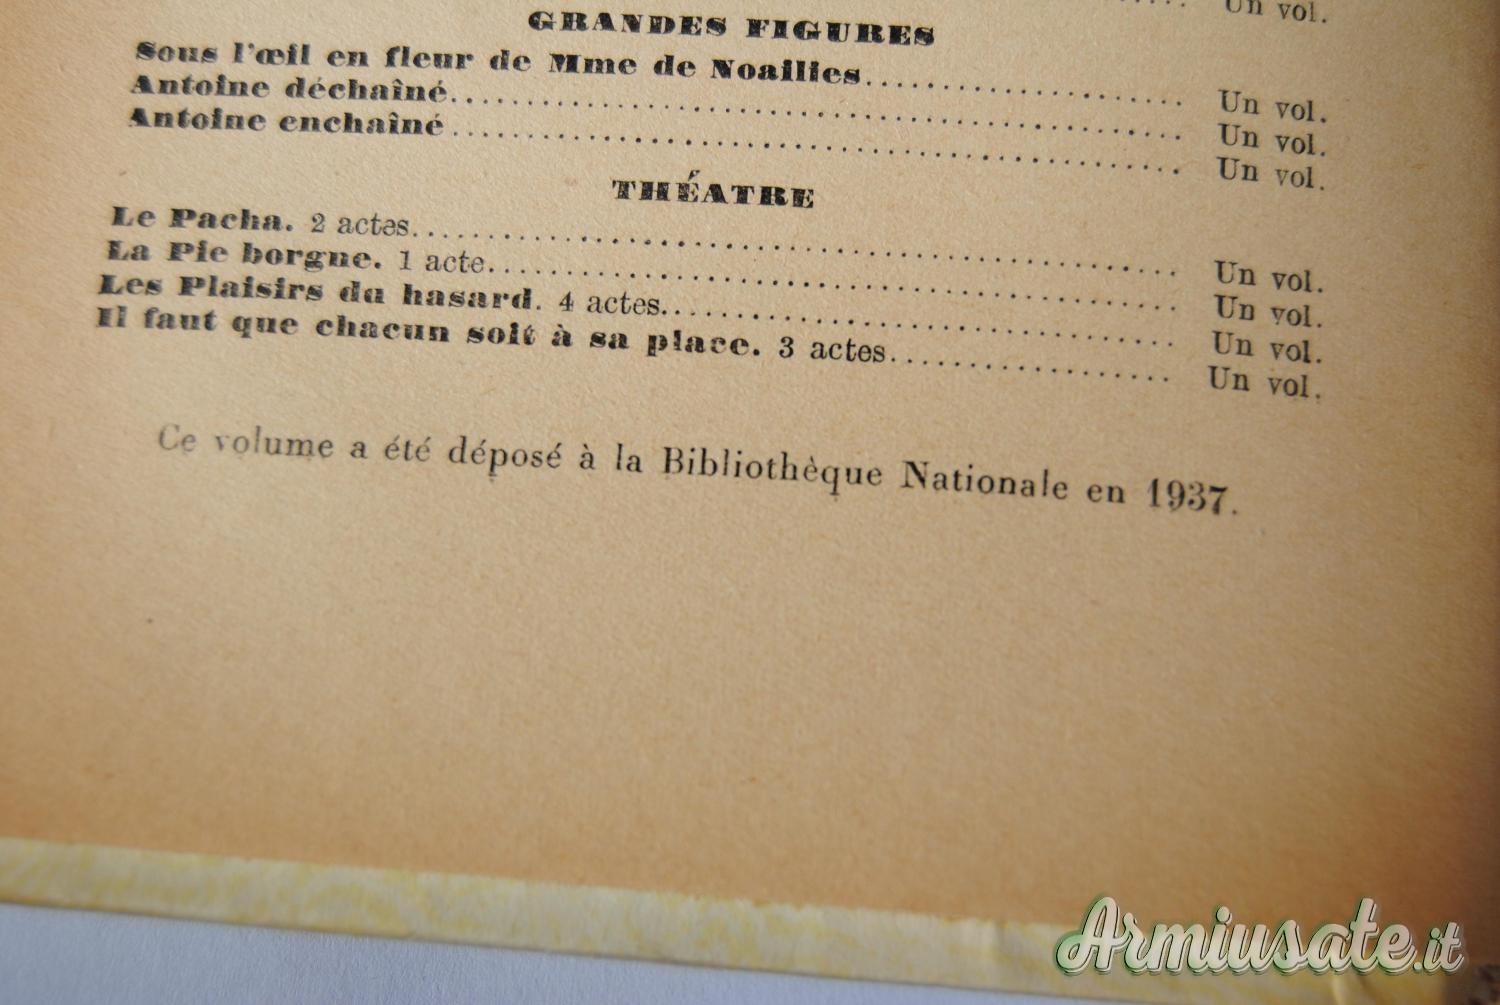 Un vol.
GRANDES FIGURES
Sous l'œil en fleur de Mme de Noailles........................ Un vol.
Antoine déchaîné........................ Un vol.
Antoine enchaîné........................ Un vol.
THÉATRE
Le Pacha. 2 actes........................ Un vol.
La Pie borgne. 1 acte........................ Un vol.
Les Plaisirs du hasard. 4 actes........................ Un vol.
Il faut que chacun soit à sa place. 3 actes........................ Un vol.
Ce volume a été déposé à la Bibliothèque Nationale en 1937.
Armiusate.it